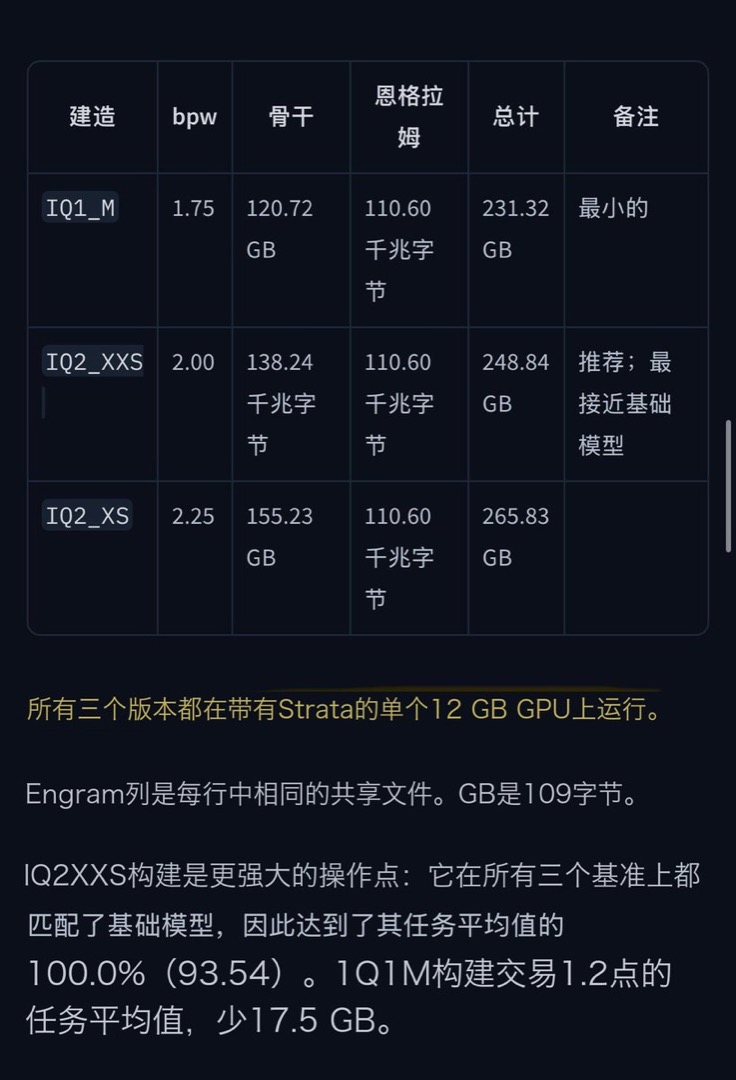 建造 bpw 骨干 恩格拉 总计 备注
姆
IQ1_M 1.75 120.72 110.60 231.32 最小的
GB 千兆字 GB
节
IQ2_XXS 2.00 138.24 110.60 248.84 推荐；最
千兆字 千兆字 GB 接近基础
节 节 模型
IQ2_XS 2.25 155.23 110.60 265.83
GB 千兆字 GB
节
所有三个版本都在带有Strata的单个12 GB GPU上运行。
Engram列是每行中相同的共享文件。GB是109字节。
IQ2XXS构建是更强大的操作点：它在所有三个基准上都
匹配了基础模型，因此达到了其任务平均值的
100.0%（93.54）。1Q1M构建交易1.2点的
任务平均值，少17.5 GB。